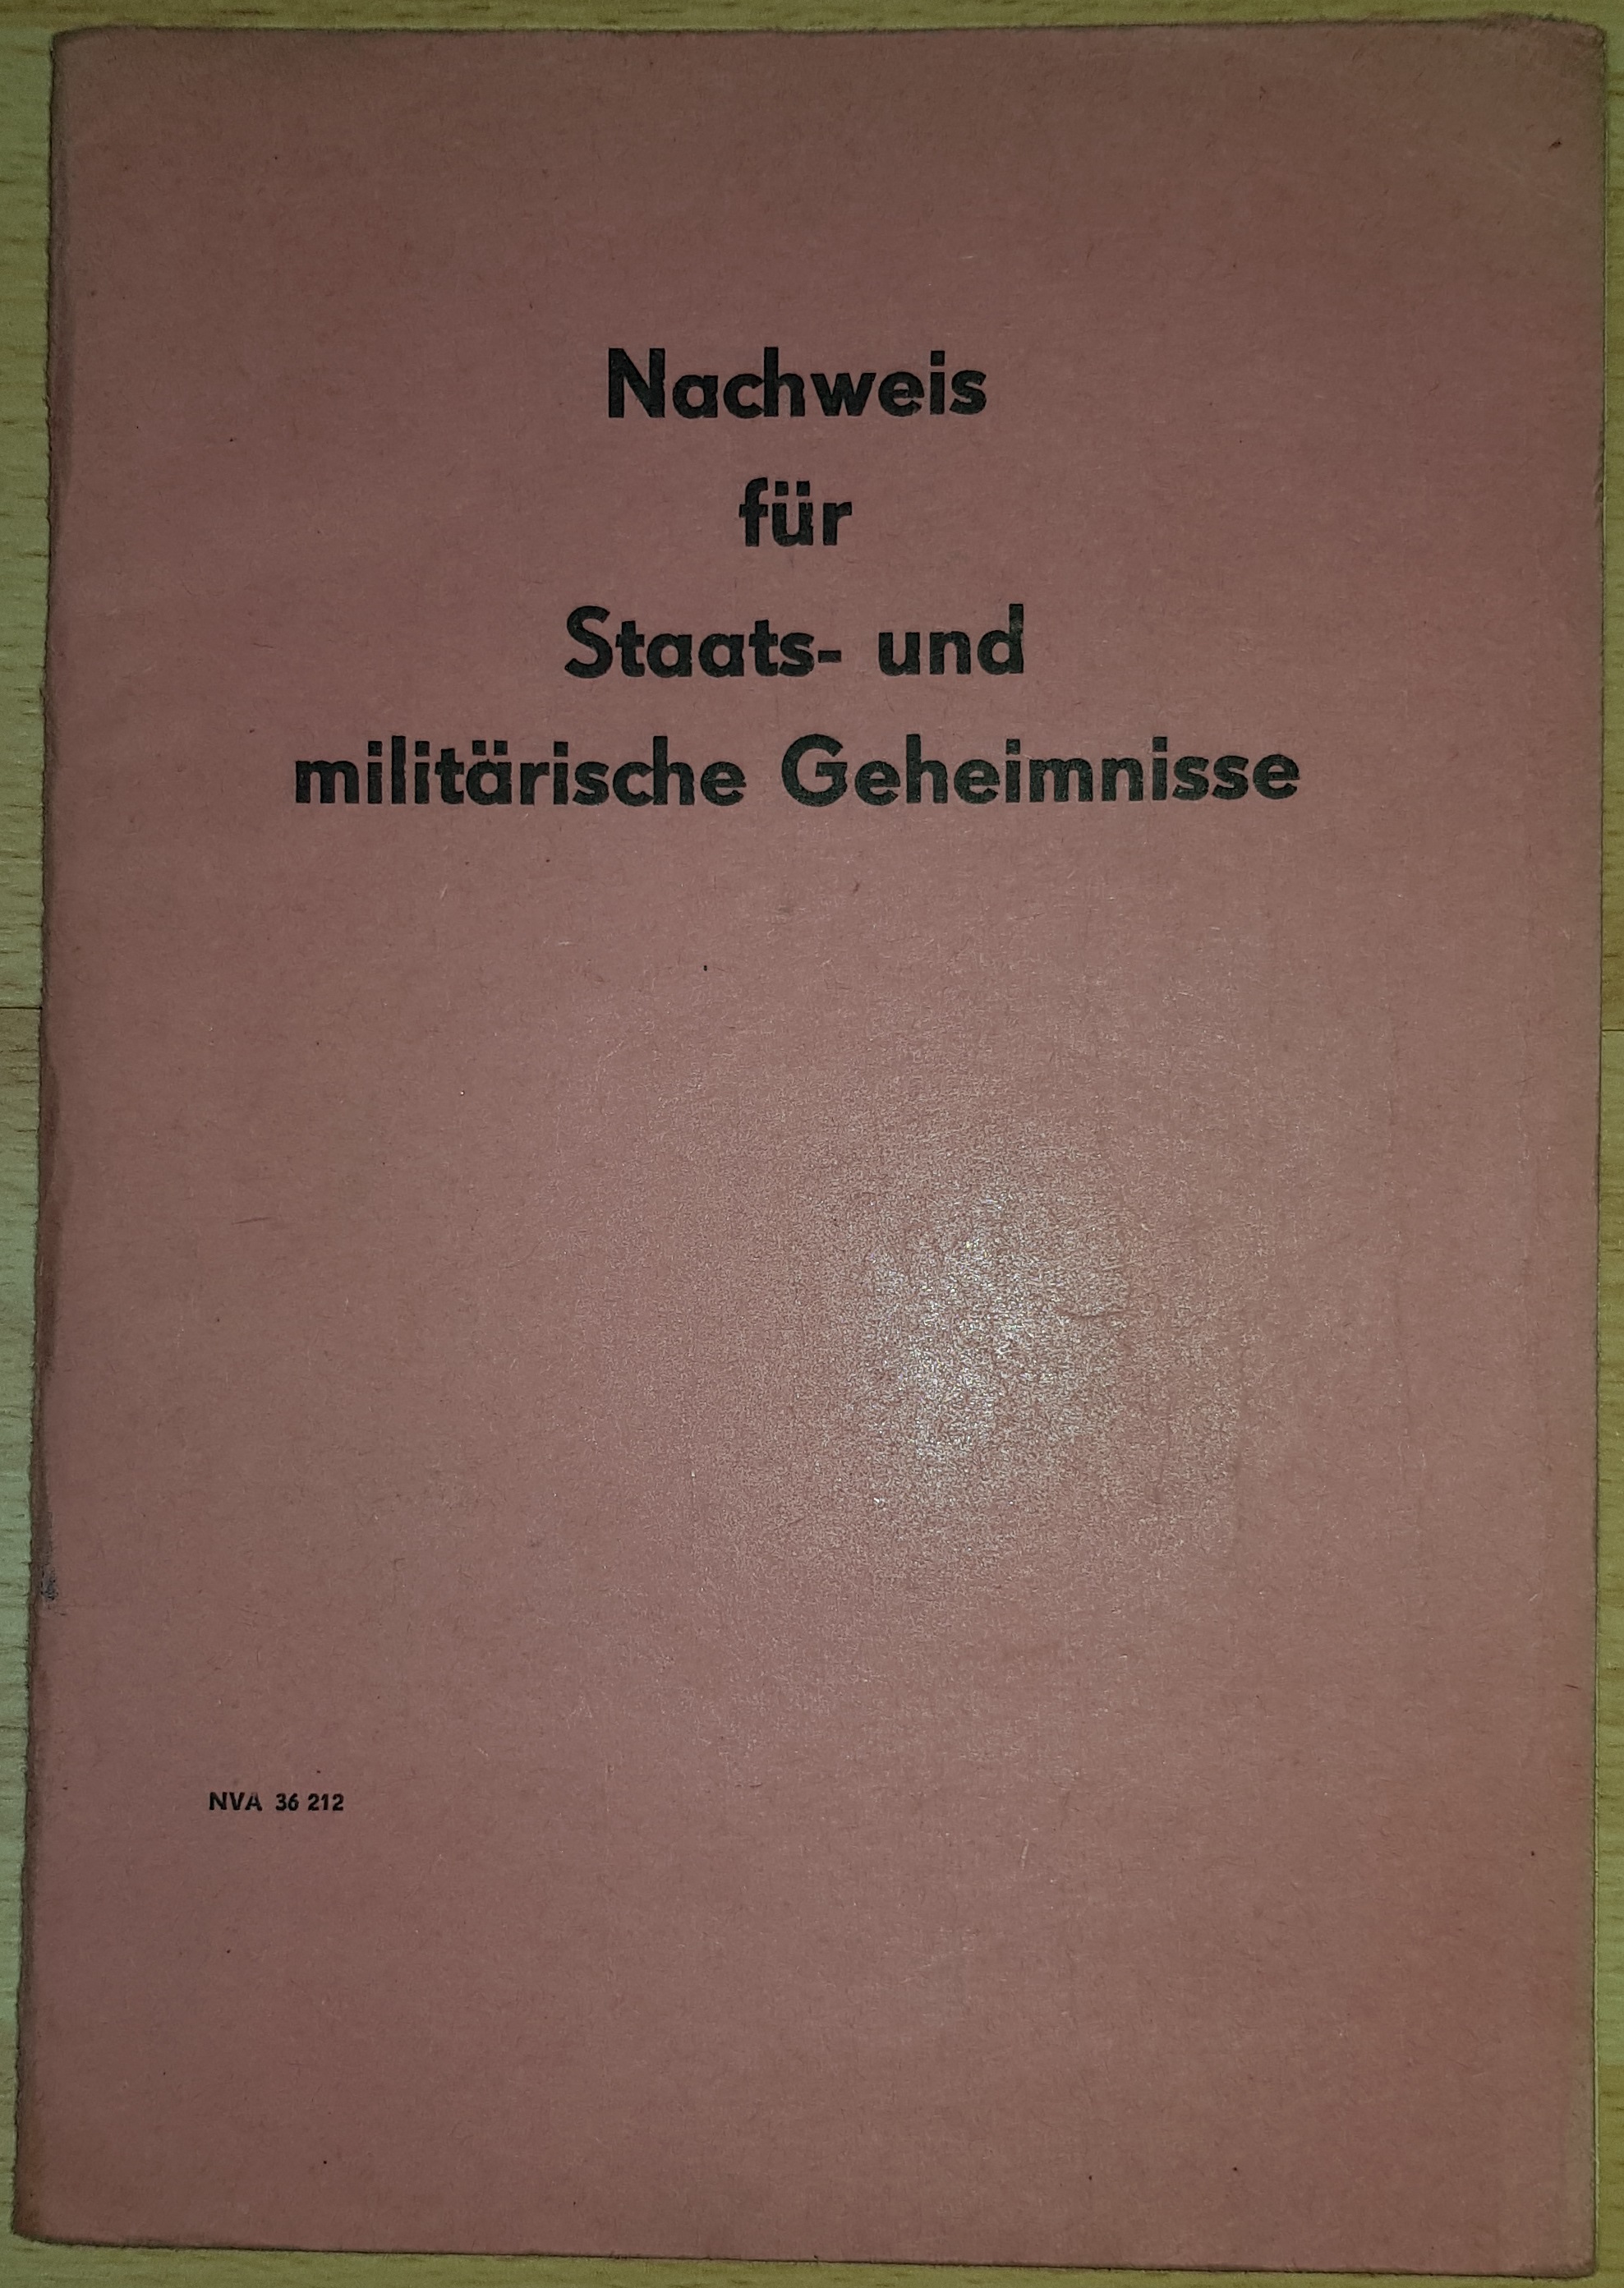 Nachweis
für
Staats- und
militärische Geheimnisse
NVA 36 212